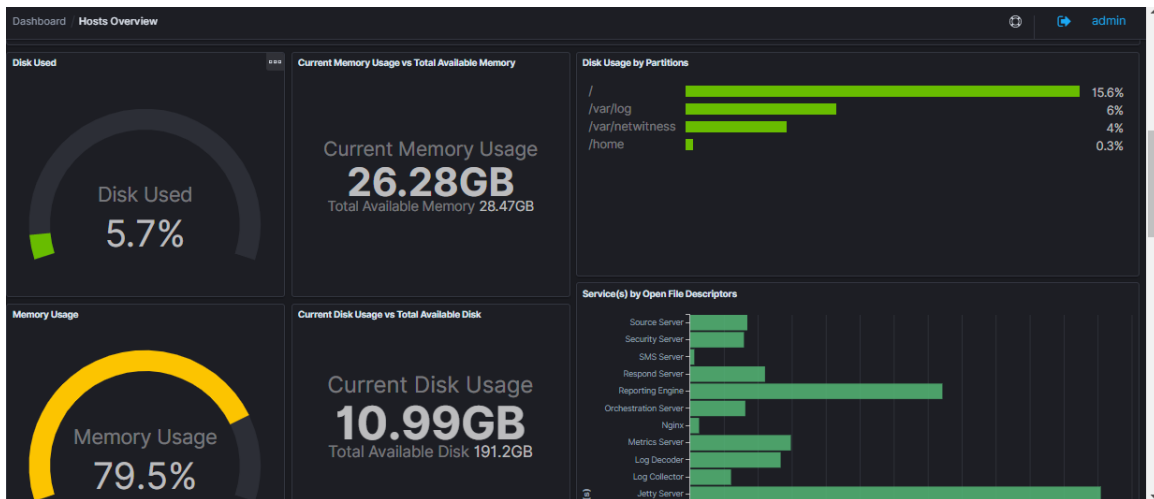 Dashboard / Hosts Overview
admin
Disk Used
Disk Used
5.7%
Current Memory Usage vs Total Available Memory
Current Memory Usage
26.28GB
Total Available Memory 28.47GB
Disk Usage by Partitions
/ 15.6%
/var/log 6%
/var/netwitness 4%
/home 0.3%
Memory Usage
Memory Usage
79.5%
Current Disk Usage vs Total Available Disk
Current Disk Usage
10.99GB
Total Available Disk 191.2GB
Service(s) by Open File Descriptors
Source Server
Security Server
SMS Server
Respond Server
Reporting Engine
Orchestration Server
Nginx
Metrics Server
Log Decoder
Log Collector
Jetty Server